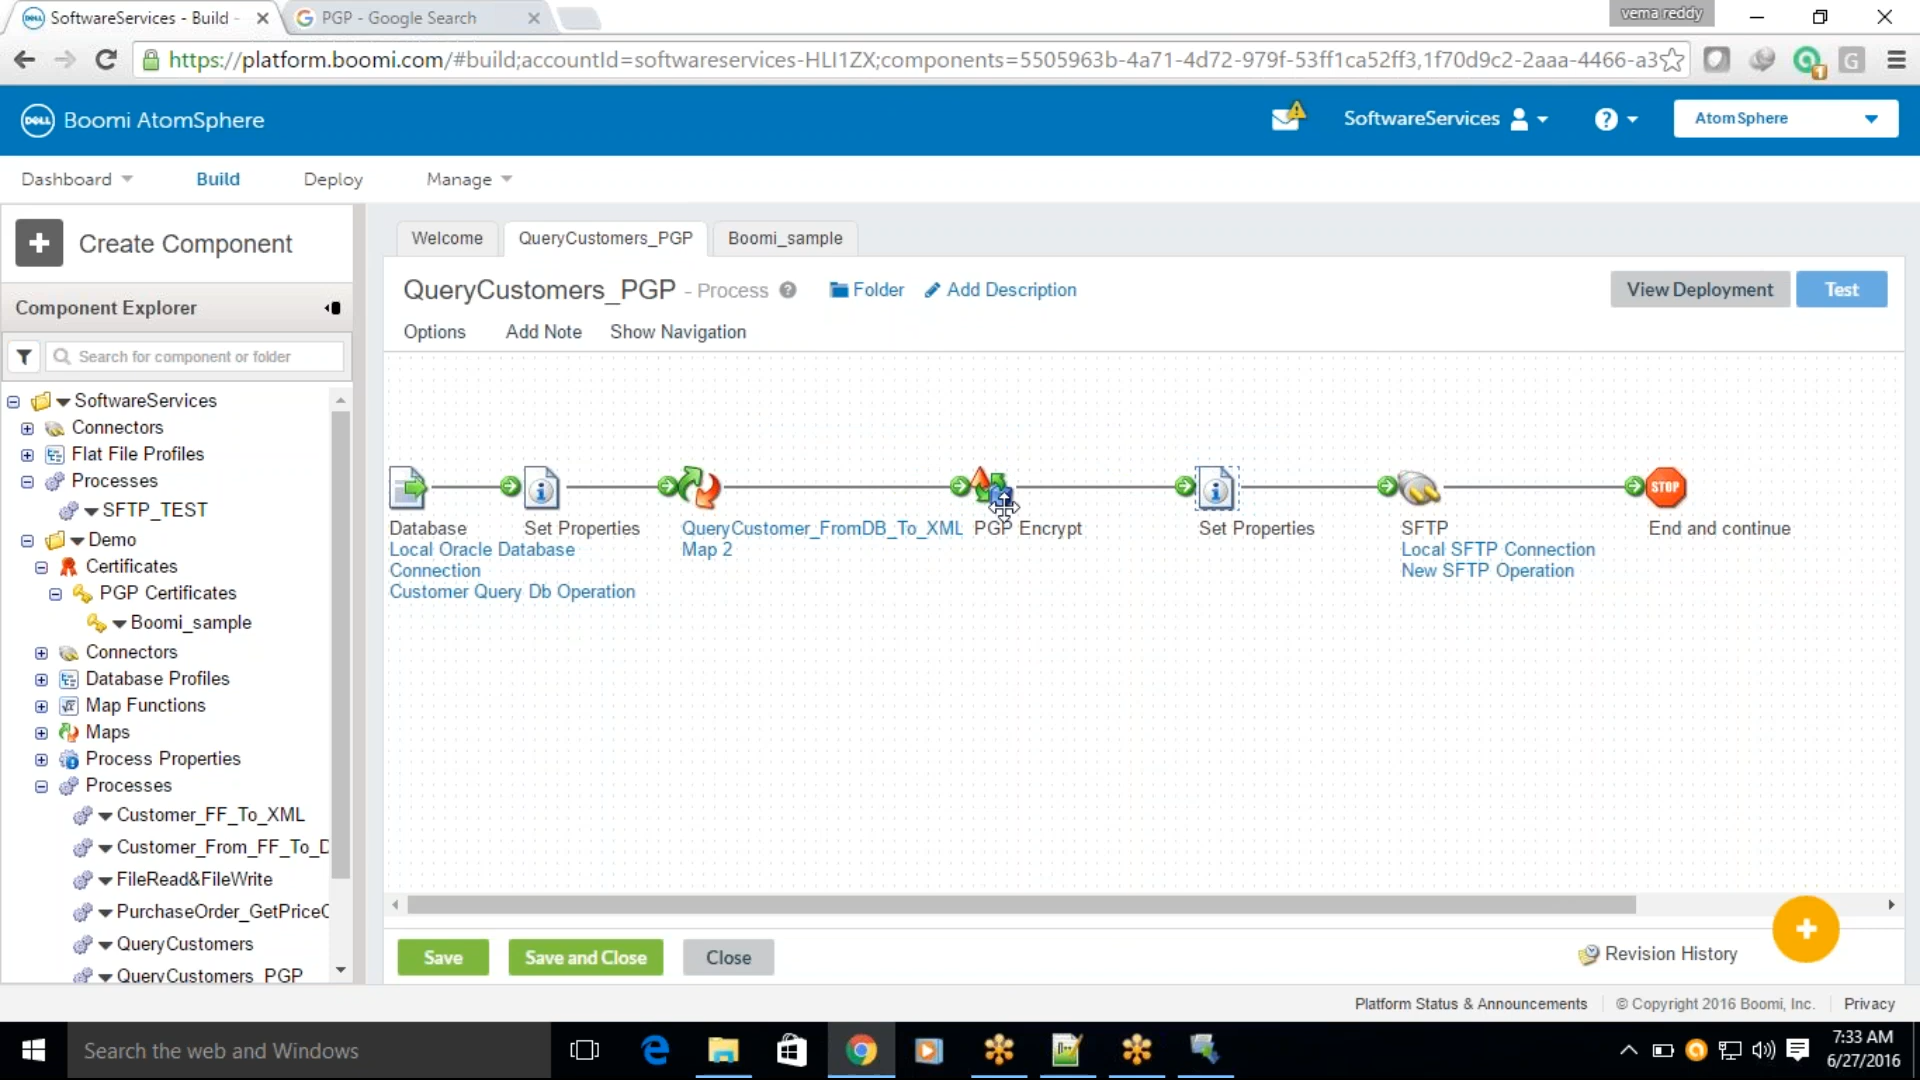 SoftwareServices - Build -
PGP - Google Search
vema reddy
https://platform.boomi.com/#build;accountId=softwareservices-HLI1ZX;components=5505963b-4a71-4d72-979f-53ff1ca52ff3,1f70d9c2-2aaa-4466-a3
DELL
Boomi AtomSphere
SoftwareServices
?
AtomSphere
Dashboard
Build
Deploy
Manage
Create Component
Welcome
QueryCustomers_PGP
Boomi_sample
Component Explorer
QueryCustomers_PGP - Process
Folder
Add Description
View Deployment
Test
Options
Add Note
Show Navigation
Search for component or folder
SoftwareServices
Connectors
Flat File Profiles
Processes
SFTP_TEST
Demo
Certificates
PGP Certificates
Boomi_sample
Connectors
Database Profiles
Map Functions
Maps
Process Properties
Processes
Customer_FF_To_XML
Customer_From_FF_To_D
FileRead&FileWrite
PurchaseOrder_GetPriceC
QueryCustomers
QueryCustomers_PGP
Database
Local Oracle Database
Connection
Customer Query Db Operation
Set Properties
QueryCustomer_FromDB_To_XML
Map 2
PGP Encrypt
Set Properties
SFTP
Local SFTP Connection
New SFTP Operation
STOP
End and continue
Save
Save and Close
Close
Revision History
Platform Status & Announcements
© Copyright 2016 Boomi, Inc.
Privacy
Search the web and Windows
7:33 AM
6/27/2016